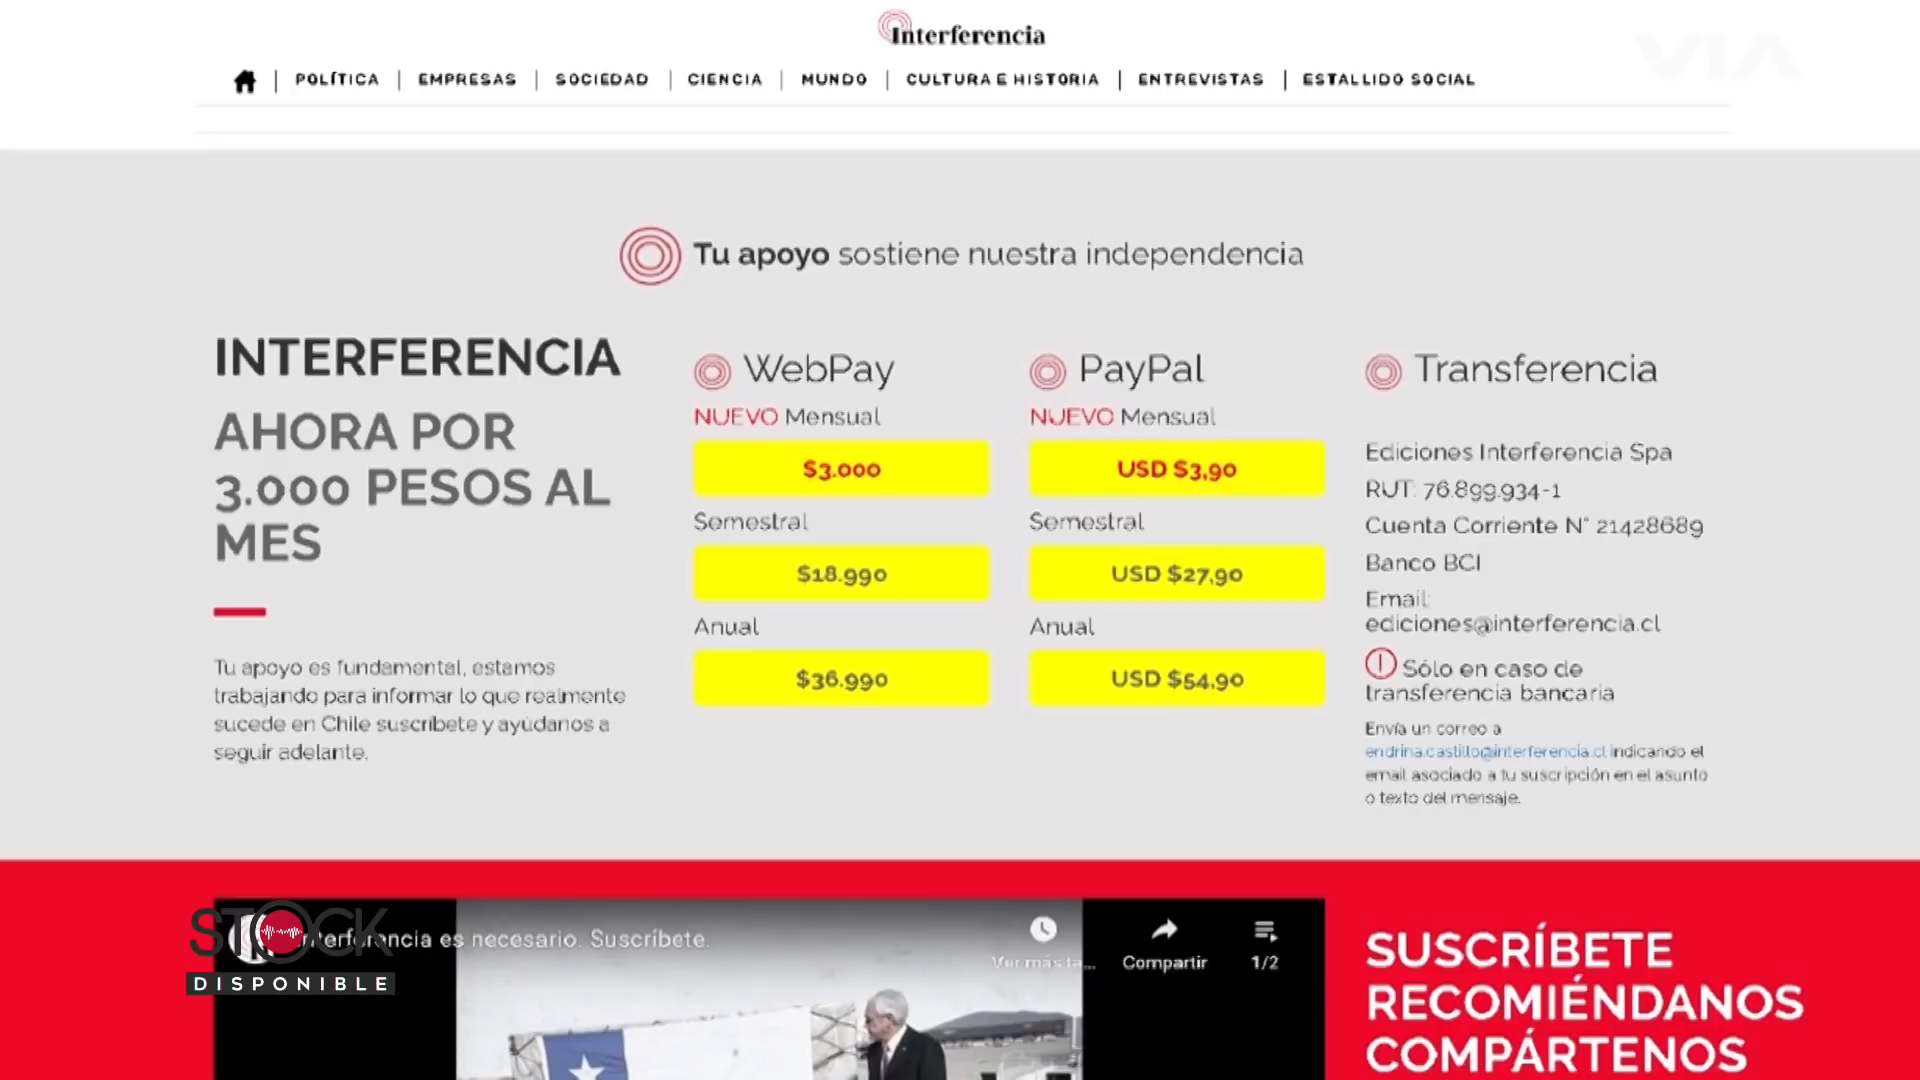 Interferencia
VIA
POLÍTICA | EMPRESAS | SOCIEDAD | CIENCIA | MUNDO | CULTURA E HISTORIA | ENTREVISTAS | ESTALLIDO SOCIAL
Tu apoyo sostiene nuestra independencia
INTERFERENCIA
AHORA POR
3.000 PESOS AL
MES
Tu apoyo es fundamental, estamos
trabajando para informar lo que realmente
sucede en Chile suscríbete y ayúdanos a
seguir adelante.
WebPay
NUEVO Mensual
$3.000
Semestral
$18.990
Anual
$36.990
PayPal
NUEVO Mensual
USD $3,90
Semestral
USD $27,90
Anual
USD $54,90
Transferencia
Ediciones Interferencia Spa
RUT: 76.899.934-1
Cuenta Corriente N° 21428689
Banco BCI
Email:
ediciones@interferencia.cl
Sólo en caso de
transferencia bancaria
Envía un correo a
endrina.castillo@interferencia.cl indicando el
email asociado a tu suscripción en el asunto
o texto del mensaje.
STOCK
DISPONIBLE
Interferencia es necesario. Suscríbete.
Ver más ta...
Compartir
1/2
SUSCRÍBETE
RECOMIÉNDANOS
COMPÁRTENOS